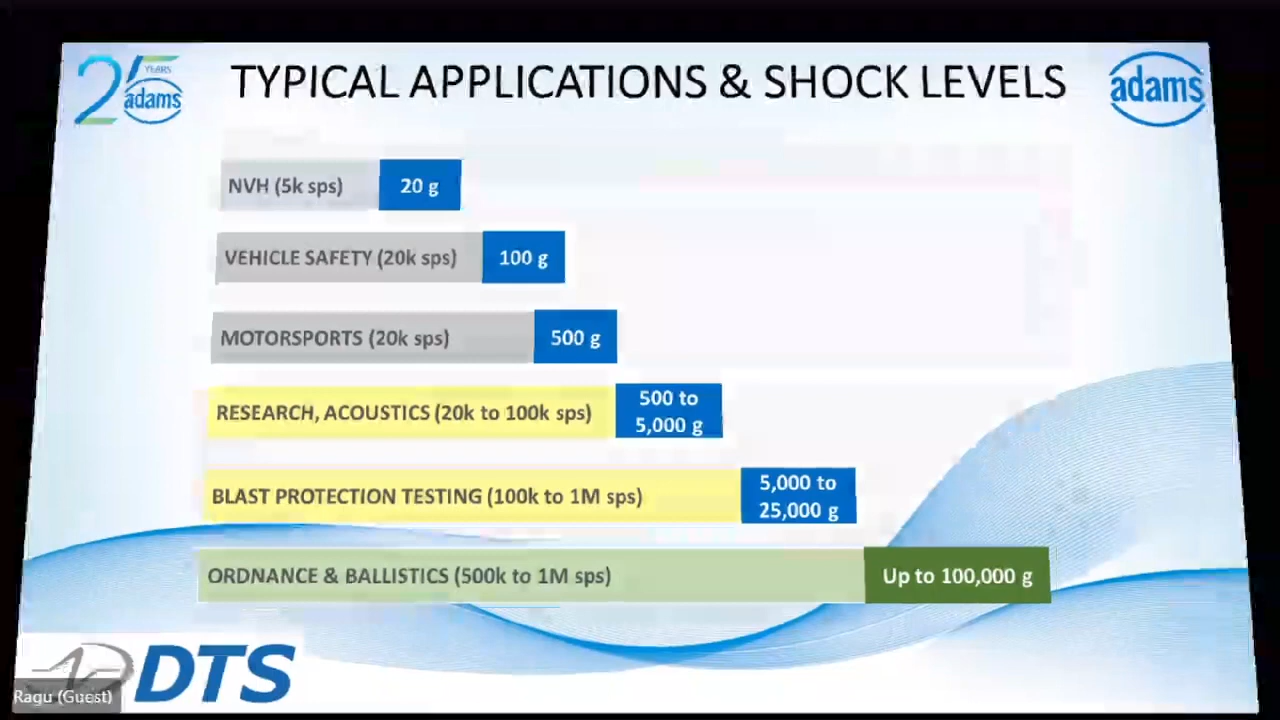 25 YEARS
adams
TYPICAL APPLICATIONS & SHOCK LEVELS
adams
NVH (5k sps)
20 g
VEHICLE SAFETY (20k sps)
100 g
MOTORSPORTS (20k sps)
500 g
RESEARCH, ACOUSTICS (20k to 100k sps)
500 to
5,000 g
BLAST PROTECTION TESTING (100k to 1M sps)
5,000 to
25,000 g
ORDNANCE & BALLISTICS (500k to 1M sps)
Up to 100,000 g
DTS
Ragu (Guest)